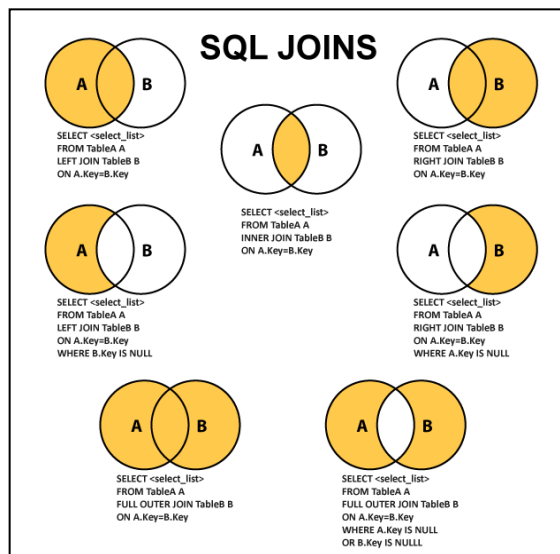 SQL JOINS
A B
SELECT <select_list>
FROM TableA A
LEFT JOIN TableB B
ON A.Key=B.Key
A B
SELECT <select_list>
FROM TableA A
INNER JOIN TableB B
ON A.Key=B.Key
A B
SELECT <select_list>
FROM TableA A
RIGHT JOIN TableB B
ON A.Key=B.Key
A B
SELECT <select_list>
FROM TableA A
LEFT JOIN TableB B
ON A.Key=B.Key
WHERE B.Key IS NULL
A B
SELECT <select_list>
FROM TableA A
RIGHT JOIN TableB B
ON A.Key=B.Key
WHERE A.Key IS NULL
A B
SELECT <select_list>
FROM TableA A
FULL OUTER JOIN TableB B
ON A.Key=B.Key
A B
SELECT <select_list>
FROM TableA A
FULL OUTER JOIN TableB B
ON A.Key=B.Key
WHERE A.Key IS NULL
OR B.Key IS NULLL